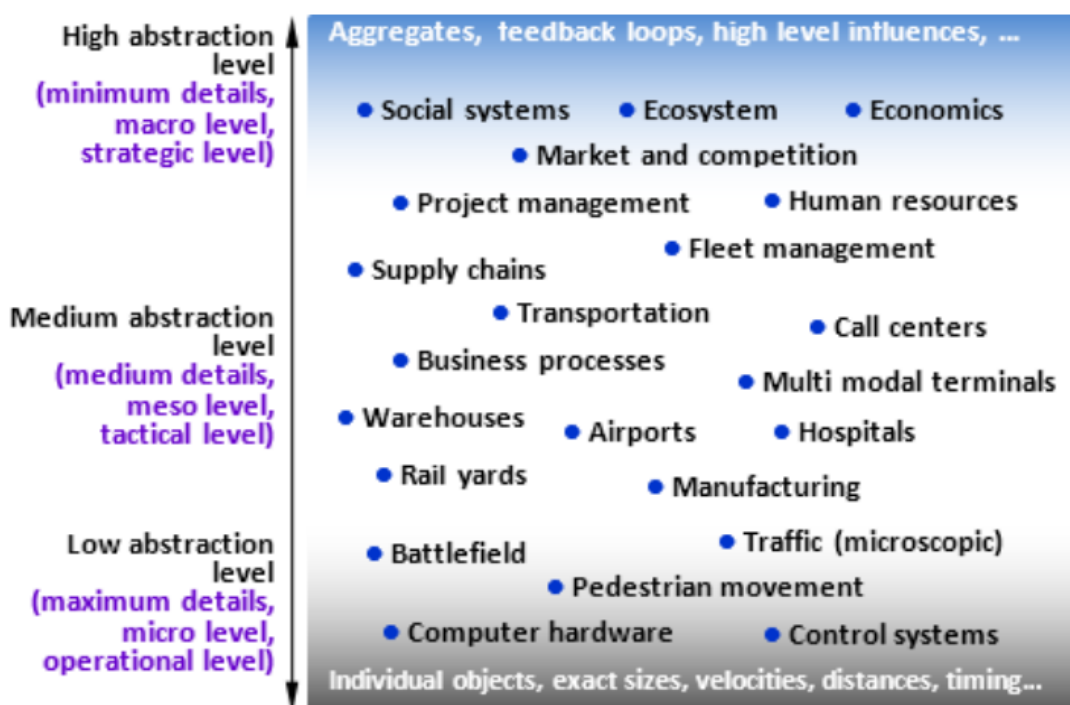 High abstraction
level
(minimum details,
macro level,
strategic level)
Medium abstraction
level
(medium details,
meso level,
tactical level)
Low abstraction
level
(maximum details,
micro level,
operational level)
Aggregates, feedback loops, high level influences, ...
Social systems
Ecosystem
Economics
Market and competition
Project management
Human resources
Fleet management
Supply chains
Transportation
Call centers
Business processes
Multi modal terminals
Warehouses
Airports
Hospitals
Rail yards
Manufacturing
Traffic (microscopic)
Battlefield
Pedestrian movement
Computer hardware
Control systems
Individual objects, exact sizes, velocities, distances, timing...